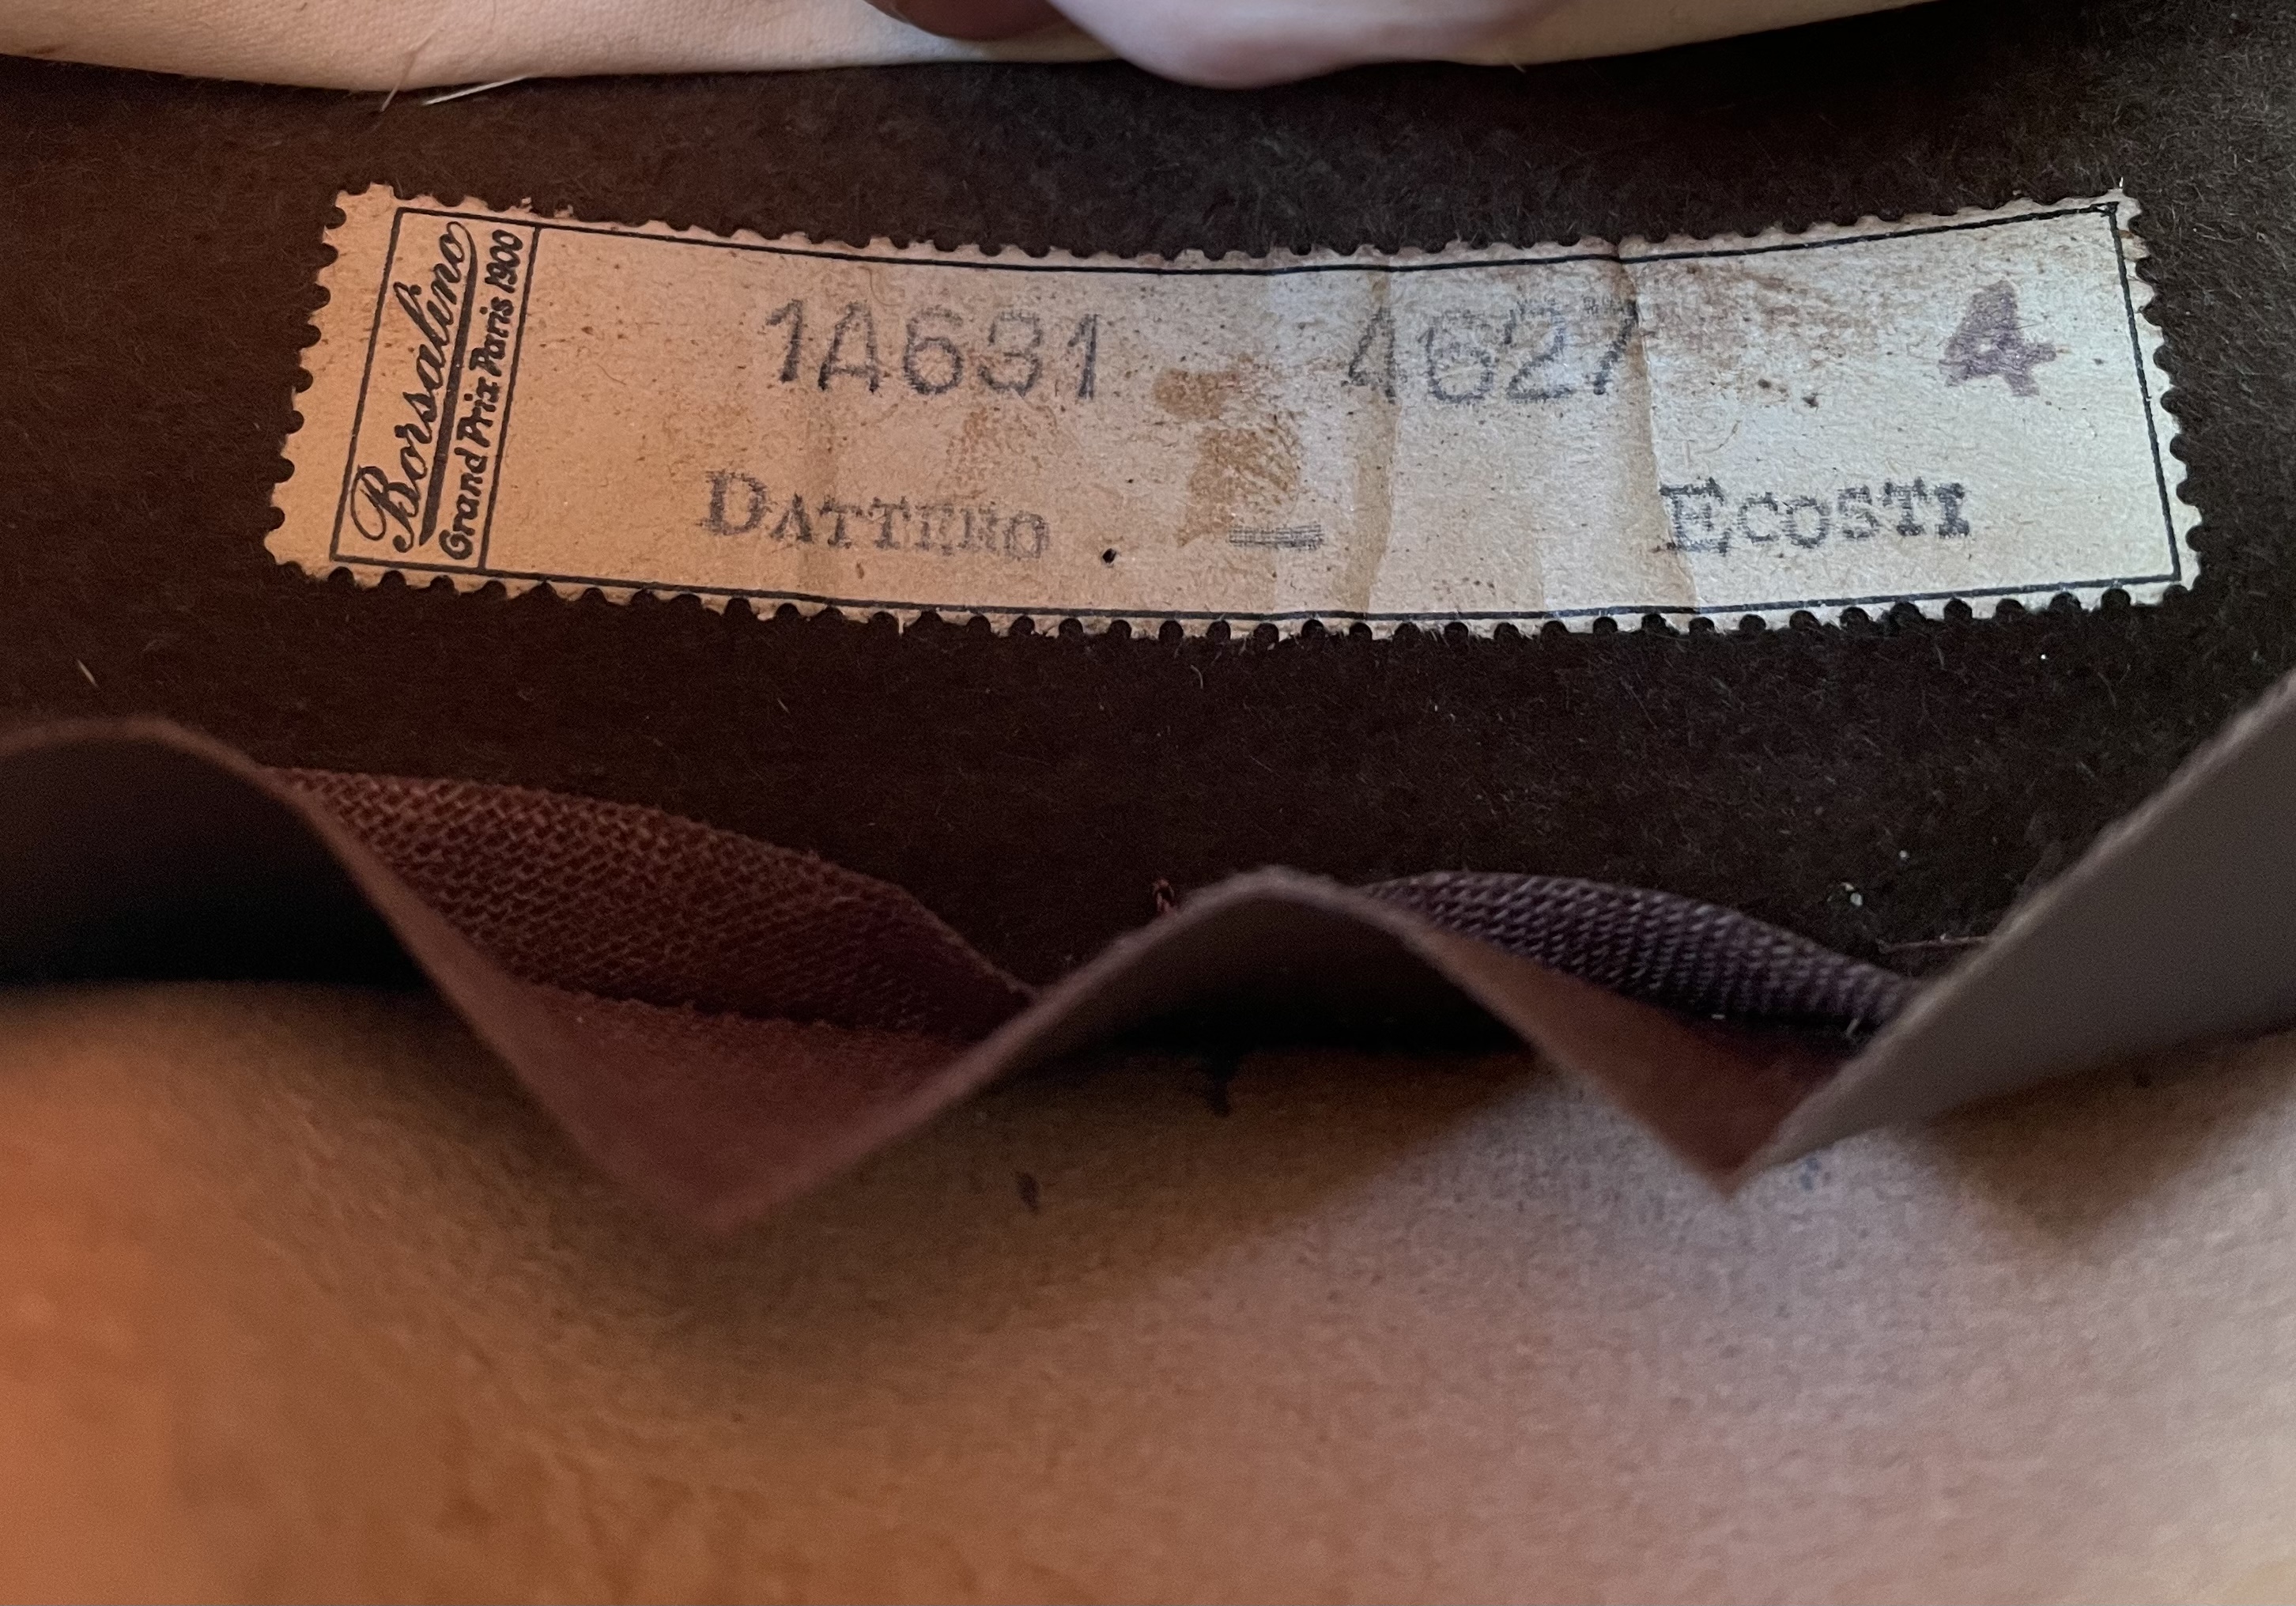 Borsalino
Grand Prix Paris 1900
1A631 4627 4
DATTERO — ECOSTI